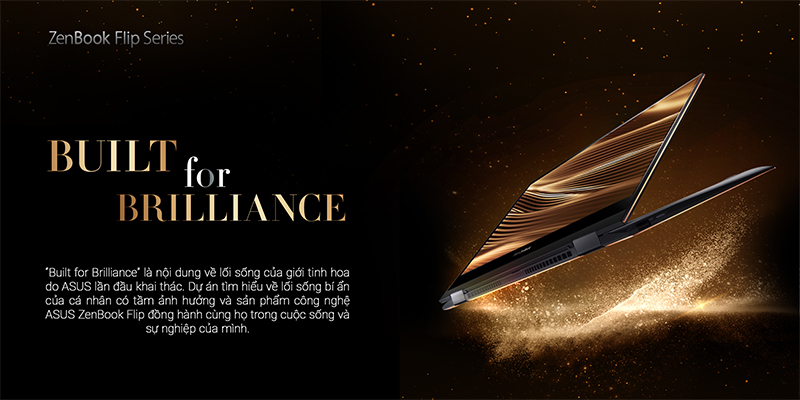 ZenBook Flip Series
BUILT
for
BRILLIANCE
“Built for Brilliance” là nội dung về lối sống của giới tinh hoa
do ASUS lần đầu khai thác. Dự án tìm hiểu về lối sống bí ẩn
của cá nhân có tầm ảnh hưởng và sản phẩm công nghệ
ASUS ZenBook Flip đồng hành cùng họ trong cuộc sống và
sự nghiệp của mình.